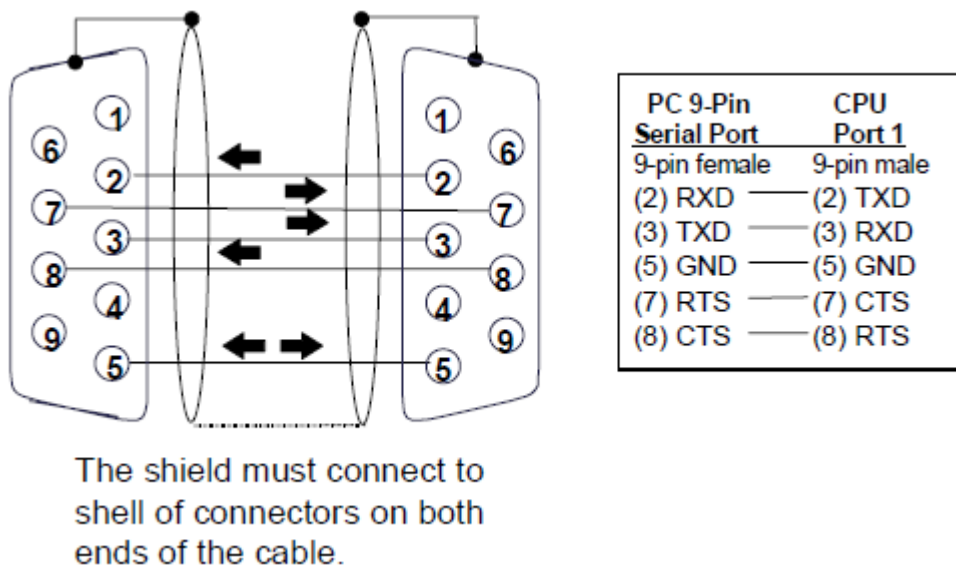 1
6
2
7
3
8
4
9
5
1
6
2
7
3
8
4
9
5
PC 9-Pin CPU
Serial Port Port 1
9-pin female 9-pin male
(2) RXD (2) TXD
(3) TXD (3) RXD
(5) GND (5) GND
(7) RTS (7) CTS
(8) CTS (8) RTS
The shield must connect to
shell of connectors on both
ends of the cable.